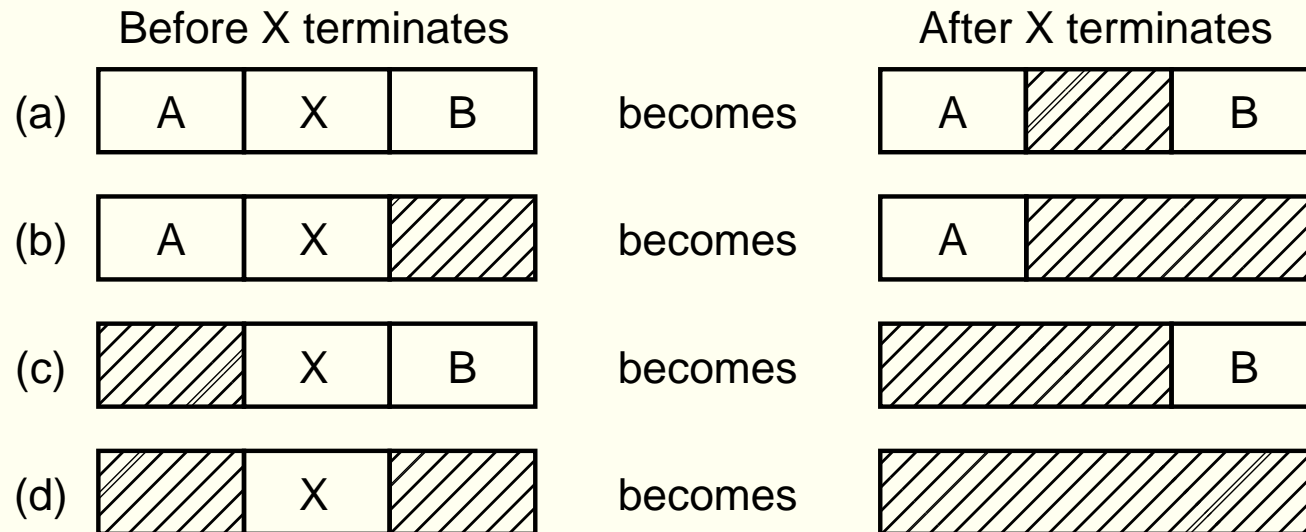 Before X terminates After X terminates
(a) A X B becomes A B
(b) A X becomes A
(c) X B becomes B
(d) X becomes